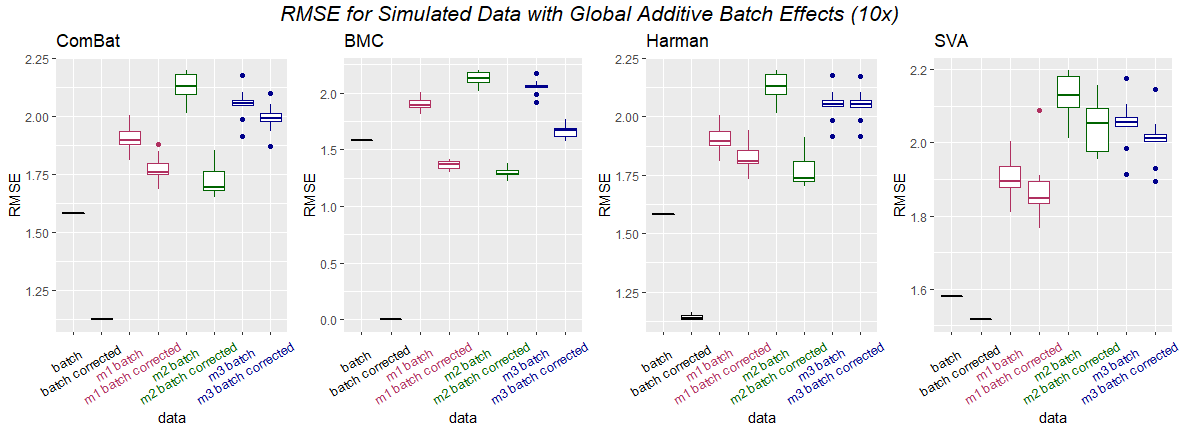 RMSE for Simulated Data with Global Additive Batch Effects (10x)
ComBat
RMSE
2.25
2.00
1.75
1.50
1.25
batch
batch corrected
m1 batch
m1 batch corrected
m2 batch
m2 batch corrected
m3 batch
m3 batch corrected
data
BMC
RMSE
2.0
1.5
1.0
0.5
0.0
batch
batch corrected
m1 batch
m1 batch corrected
m2 batch
m2 batch corrected
m3 batch
m3 batch corrected
data
Harman
RMSE
2.25
2.00
1.75
1.50
1.25
batch
batch corrected
m1 batch
m1 batch corrected
m2 batch
m2 batch corrected
m3 batch
m3 batch corrected
data
SVA
RMSE
2.2
2.0
1.8
1.6
batch
batch corrected
m1 batch
m1 batch corrected
m2 batch
m2 batch corrected
m3 batch
m3 batch corrected
data